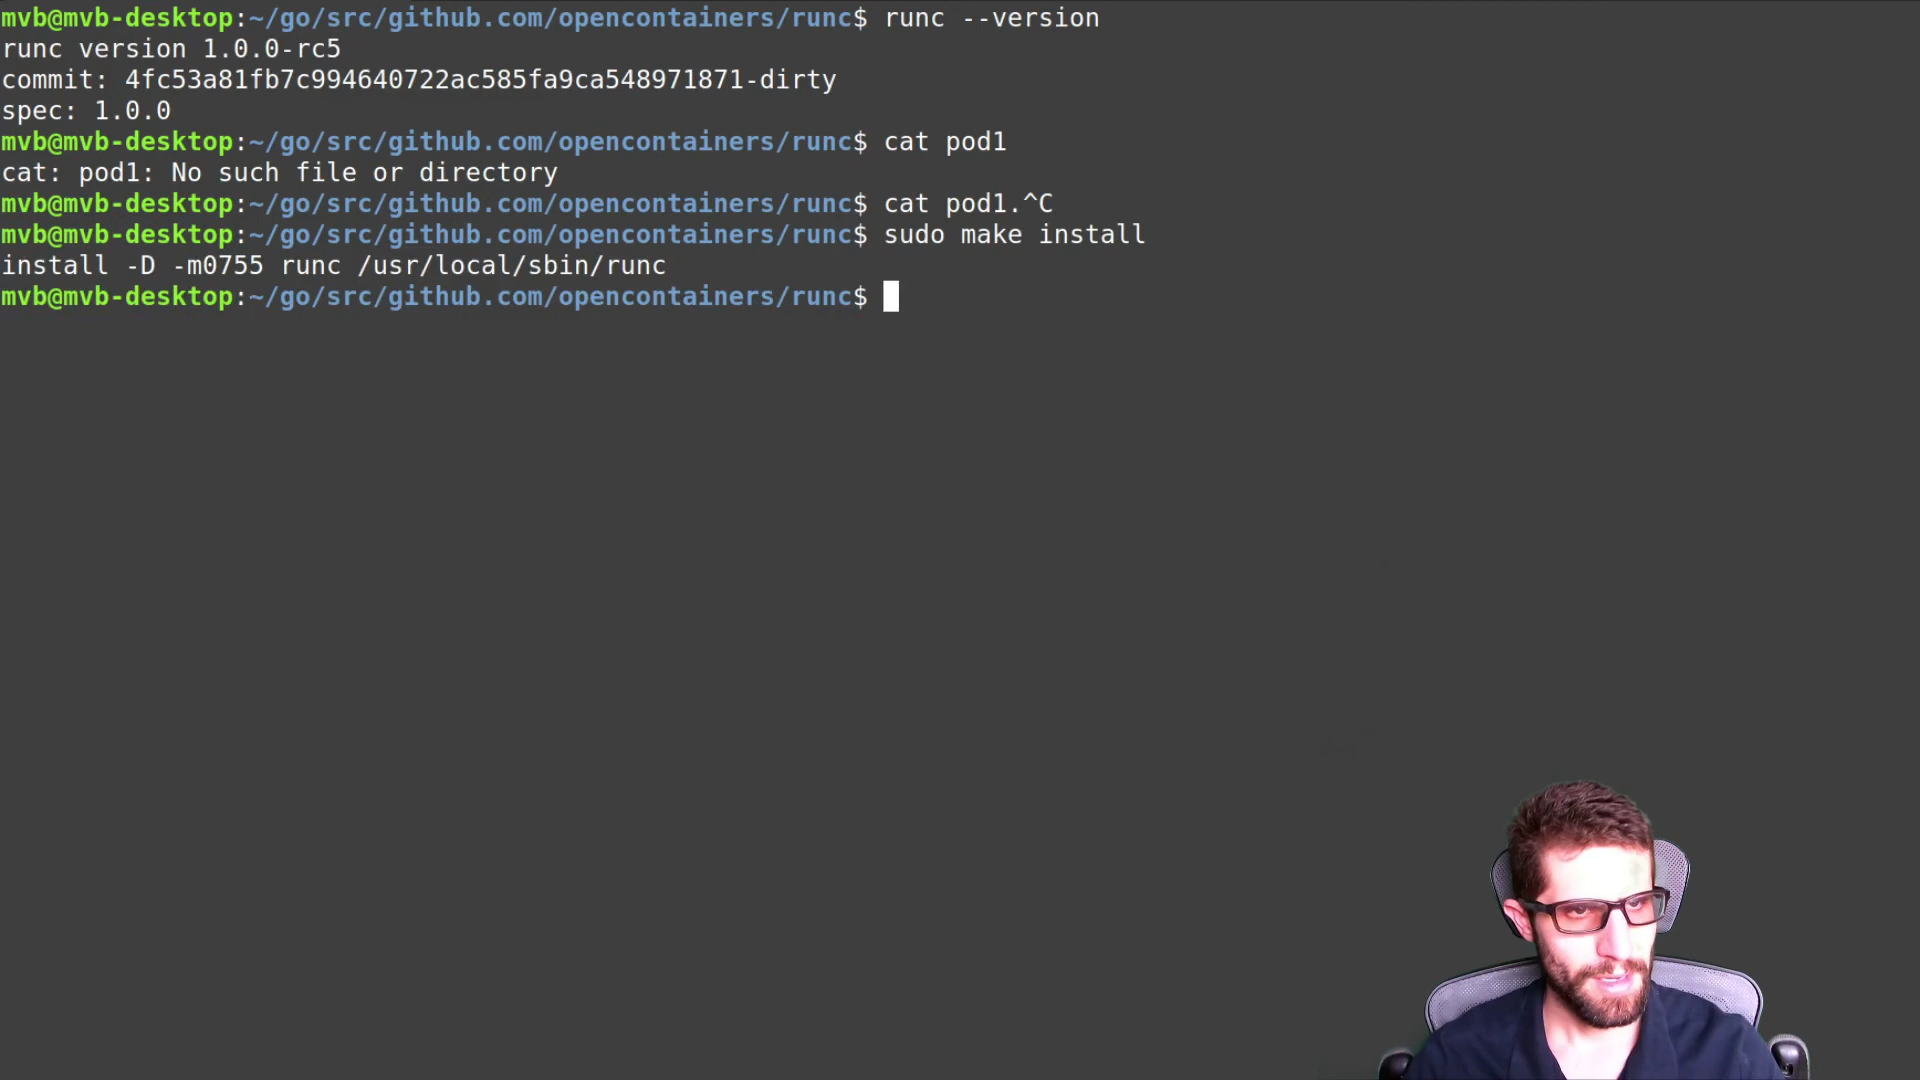 mvb@mvb-desktop:~/go/src/github.com/opencontainers/runc$ runc --version
runc version 1.0.0-rc5
commit: 4fc53a81fb7c994640722ac585fa9ca548971871-dirty
spec: 1.0.0
mvb@mvb-desktop:~/go/src/github.com/opencontainers/runc$ cat pod1
cat: pod1: No such file or directory
mvb@mvb-desktop:~/go/src/github.com/opencontainers/runc$ cat pod1.^C
mvb@mvb-desktop:~/go/src/github.com/opencontainers/runc$ sudo make install
install -D -m0755 runc /usr/local/sbin/runc
mvb@mvb-desktop:~/go/src/github.com/opencontainers/runc$